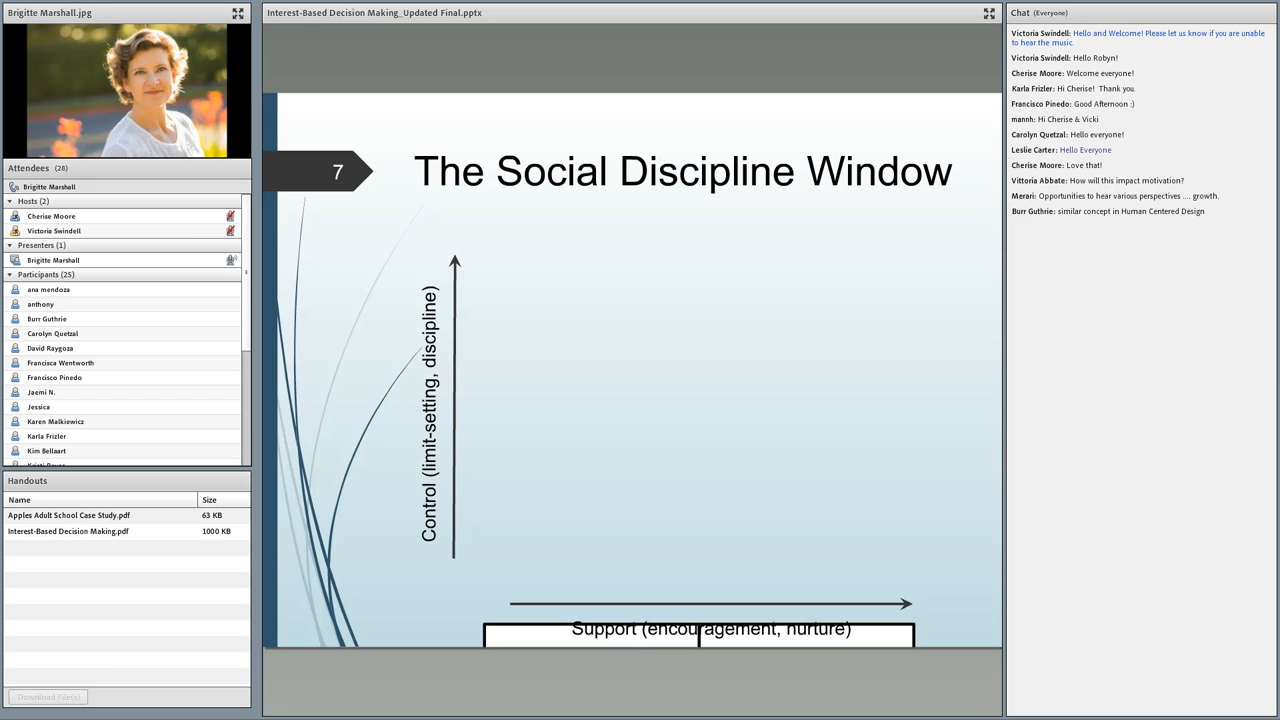 Brigitte Marshall.jpg
Attendees (28)
Brigitte Marshall
Hosts (2)
Cherise Moore
Victoria Swindell
Presenters (1)
Brigitte Marshall
Participants (25)
ana mendoza
anthony
Burr Guthrie
Carolyn Quetzal
David Raygoza
Francisca Wentworth
Francisco Pinedo
Jaemi N.
Jessica
Karen Malkiewicz
Karla Frizler
Kim Bellaart
Handouts
Name Size
Apples Adult School Case Study.pdf 63 KB
Interest-Based Decision Making.pdf 1000 KB
Download File(s)
Interest-Based Decision Making_Updated Final.pptx
7
The Social Discipline Window
Control (limit-setting, discipline)
Support (encouragement, nurture)
Chat (Everyone)
Victoria Swindell: Hello and Welcome! Please let us know if you are unable
to hear the music.
Victoria Swindell: Hello Robyn!
Cherise Moore: Welcome everyone!
Karla Frizler: Hi Cherise! Thank you.
Francisco Pinedo: Good Afternoon :)
mannh: Hi Cherise & Vicki
Carolyn Quetzal: Hello everyone!
Leslie Carter: Hello Everyone
Cherise Moore: Love that!
Vittoria Abbate: How will this impact motivation?
Merari: Opportunities to hear various perspectives .... growth.
Burr Guthrie: similar concept in Human Centered Design